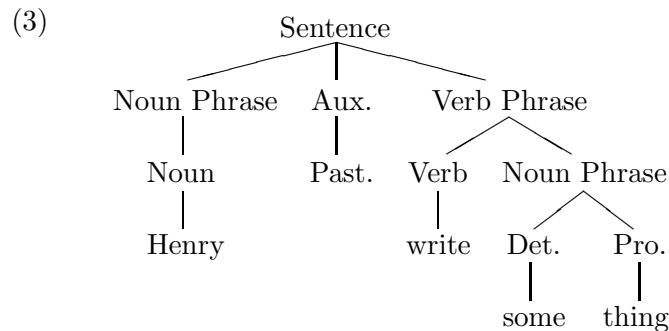 (3)
Sentence
Noun Phrase Aux. Verb Phrase
Noun Past. Verb Noun Phrase
Henry write Det. Pro.
some thing